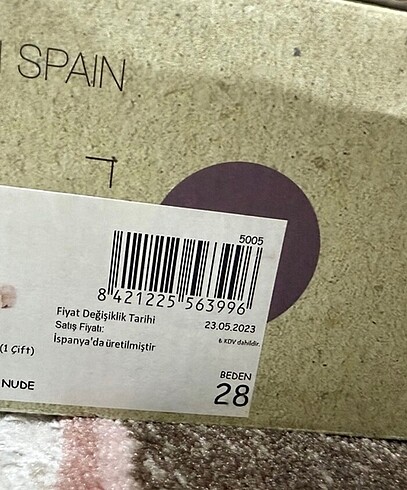 SPAIN
5005
8 421225 563996
Fiyat Değişiklik Tarihi 23.05.2023
Satış Fiyatı: ₺ KDV dahildir.
İspanya'da üretilmiştir
(1 Çift)
BEDEN
NUDE 28